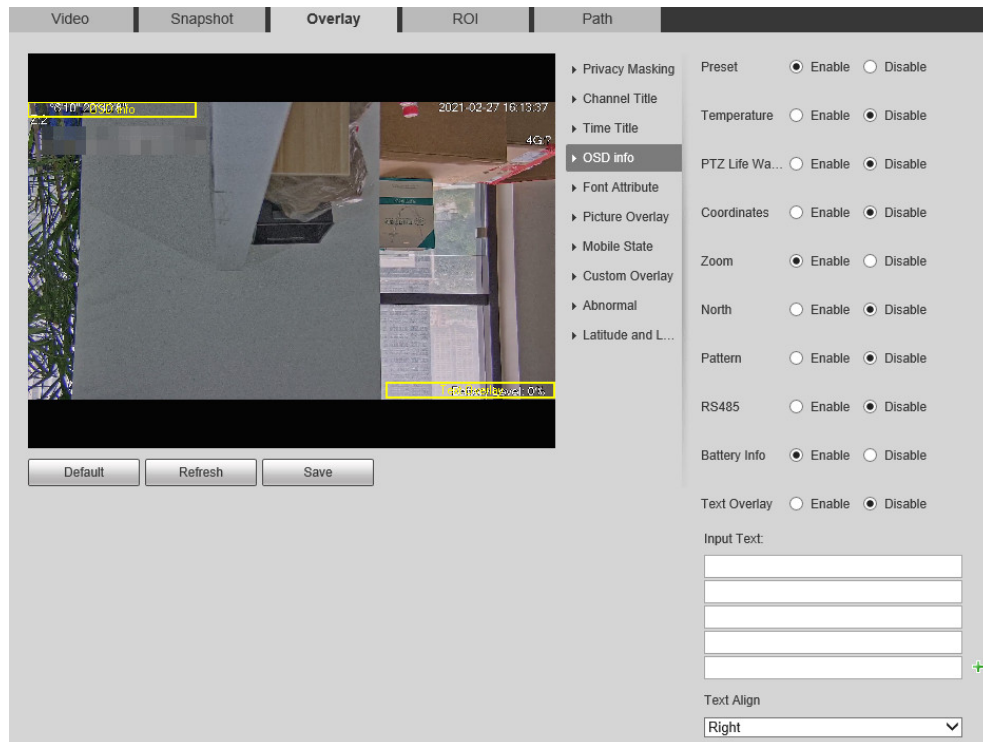 Video Snapshot Overlay ROI Path
2021-02-27 16:13:37
4G:?
Privacy Masking
Channel Title
Time Title
OSD info
Font Attribute
Picture Overlay
Mobile State
Custom Overlay
Abnormal
Latitude and L...
Preset Enable Disable
Temperature Enable Disable
PTZ Life Wa... Enable Disable
Coordinates Enable Disable
Zoom Enable Disable
North Enable Disable
Pattern Enable Disable
RS485 Enable Disable
Battery Info Enable Disable
Text Overlay Enable Disable
Input Text:
Text Align
Right
Default Refresh Save